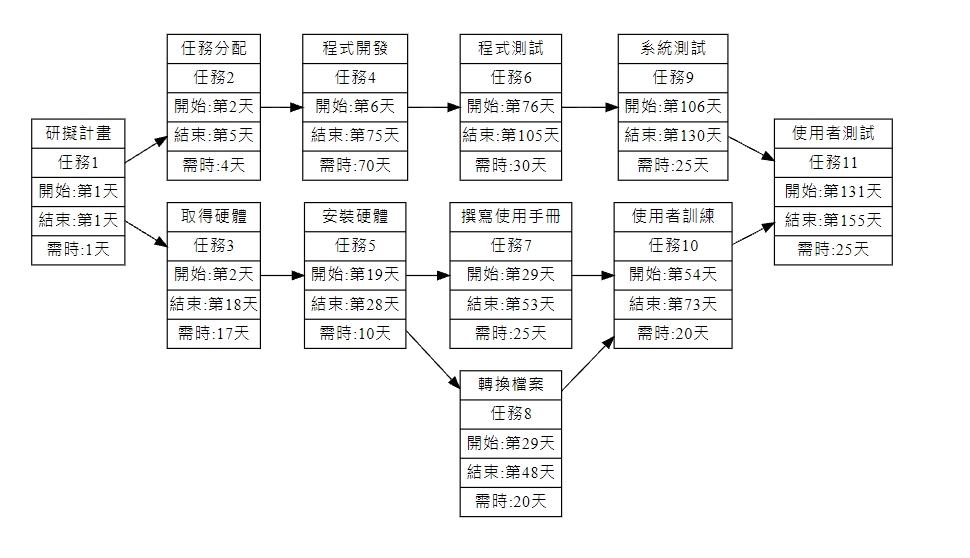 研擬計畫
任務1
開始:第1天
結束:第1天
需時:1天
任務分配
任務2
開始:第2天
結束:第5天
需時:4天
程式開發
任務4
開始:第6天
結束:第75天
需時:70天
程式測試
任務6
開始:第76天
結束:第105天
需時:30天
系統測試
任務9
開始:第106天
結束:第130天
需時:25天
取得硬體
任務3
開始:第2天
結束:第18天
需時:17天
安裝硬體
任務5
開始:第19天
結束:第28天
需時:10天
撰寫使用手冊
任務7
開始:第29天
結束:第53天
需時:25天
轉換檔案
任務8
開始:第29天
結束:第48天
需時:20天
使用者訓練
任務10
開始:第54天
結束:第73天
需時:20天
使用者測試
任務11
開始:第131天
結束:第155天
需時:25天